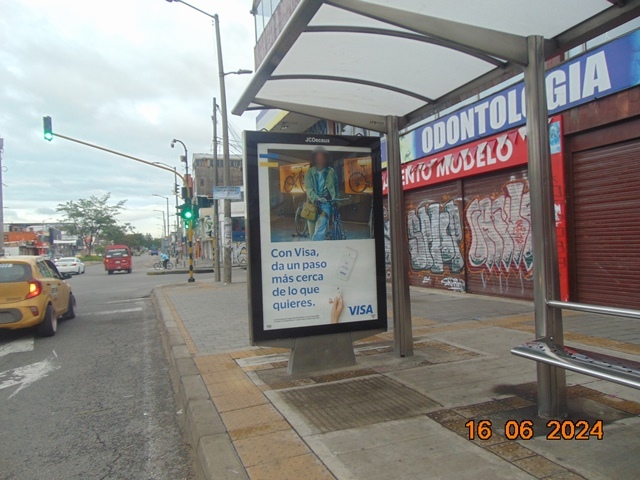 JCDecaux
ODONTOLOGIA
ENTO MODELO
Con Visa,
da un paso
más cerca
de lo que
quieres.
VISA
16 06 2024